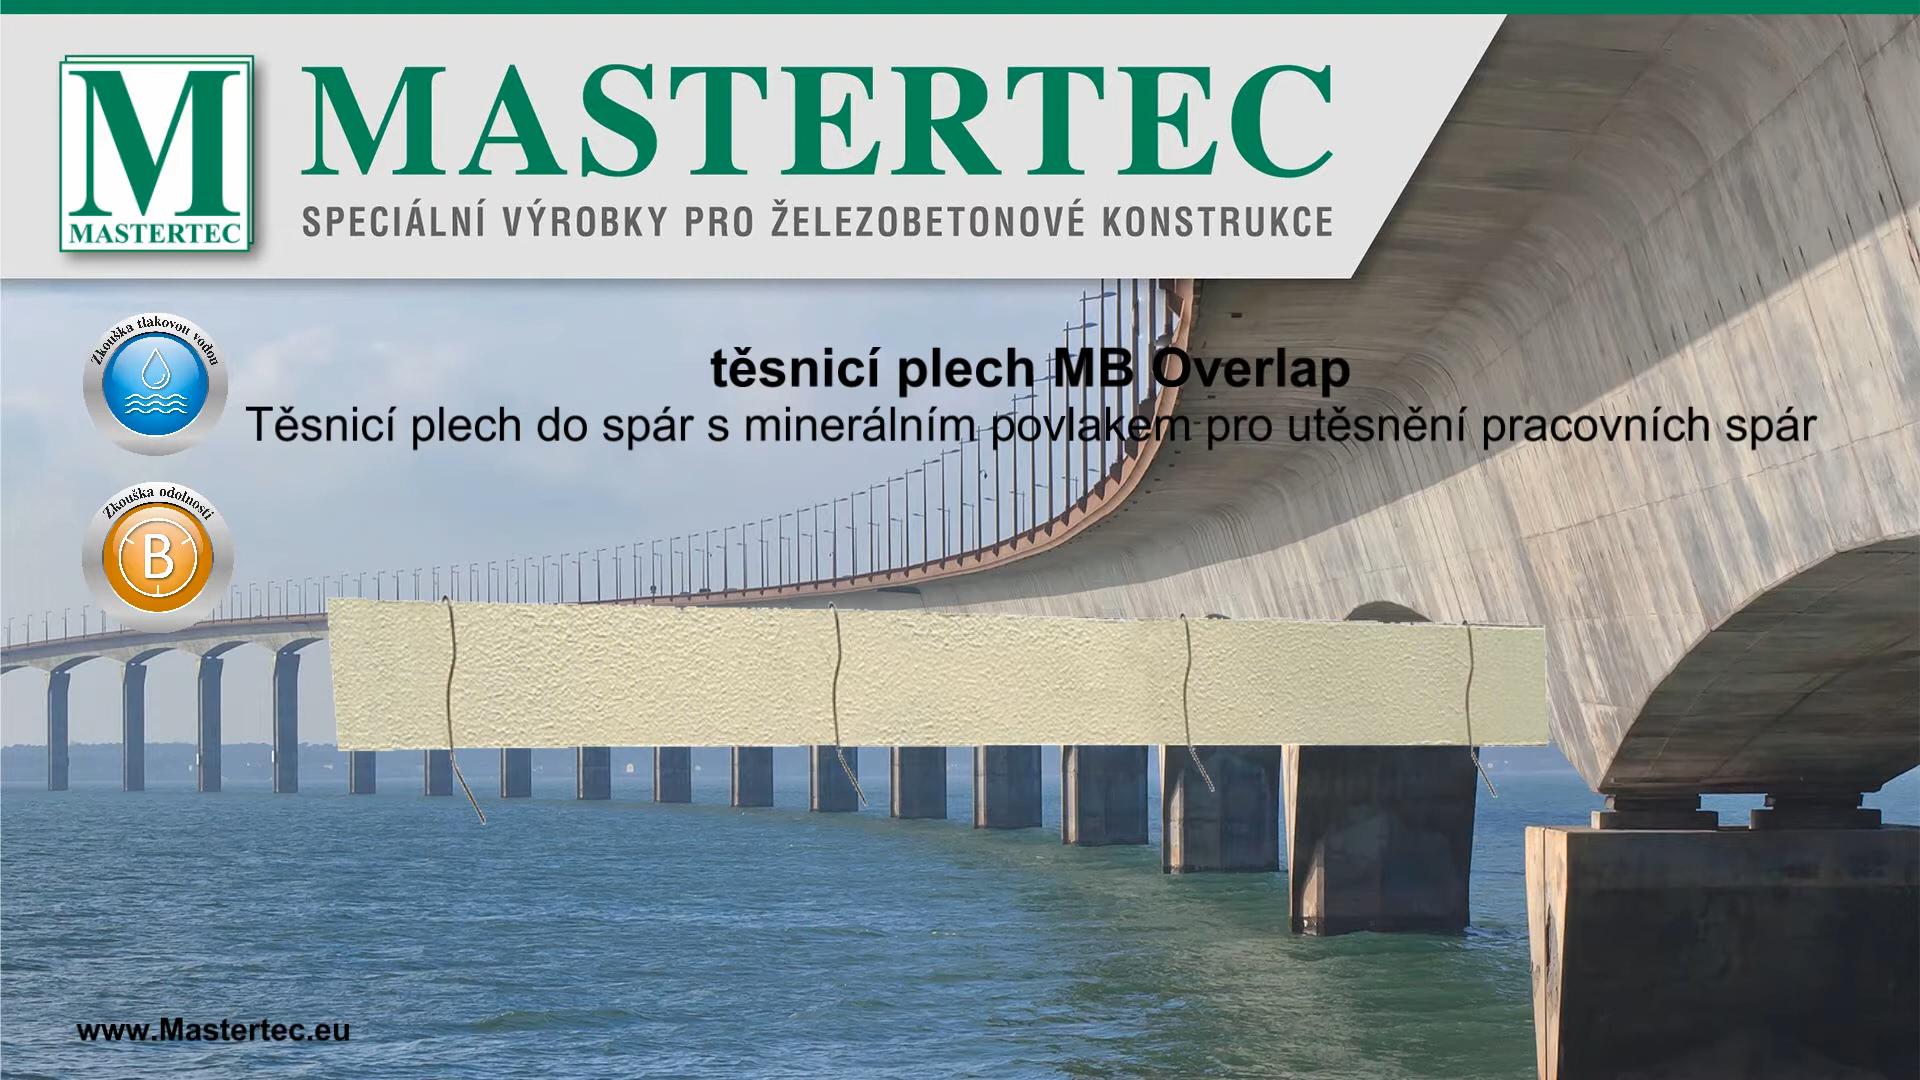 M
MASTERTEC
MASTERTEC
SPECIÁLNÍ VÝROBKY PRO ŽELEZOBETONOVÉ KONSTRUKCE
Zkouška tlakovou vodou
těsnicí plech MB Overlap
Těsnicí plech do spár s minerálním povlakem pro utěsnění pracovních spár
Zkouška odolnosti
B
www.Mastertec.eu